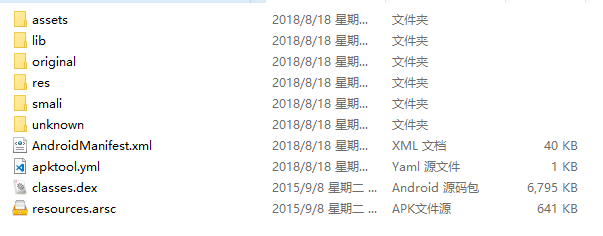 assets 2018/8/18 星期... 文件夹
lib 2018/8/18 星期... 文件夹
original 2018/8/18 星期... 文件夹
res 2018/8/18 星期... 文件夹
smali 2018/8/18 星期... 文件夹
unknown 2018/8/18 星期... 文件夹
AndroidManifest.xml 2018/8/18 星期... XML 文档 40 KB
apktool.yml 2018/8/18 星期... Yaml 源文件 1 KB
classes.dex 2015/9/8 星期二 ... Android 源码包 6,795 KB
resources.arsc 2015/9/8 星期二 ... APK文件源 641 KB